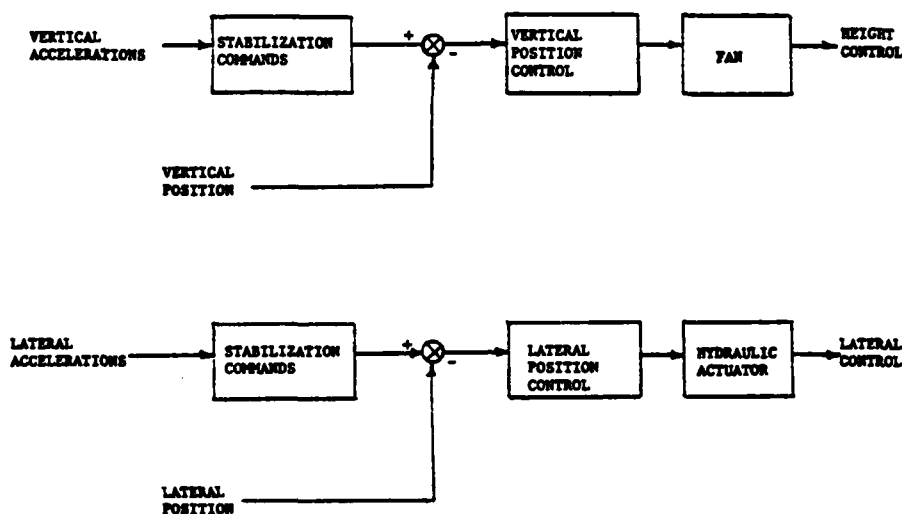 VERTICAL
ACCELERATIONS
STABILIZATION
COMMANDS
+
-
VERTICAL
POSITION
CONTROL
FAN
HEIGHT
CONTROL
VERTICAL
POSITION
LATERAL
ACCELERATIONS
STABILIZATION
COMMANDS
+
-
LATERAL
POSITION
CONTROL
HYDRAULIC
ACTUATOR
LATERAL
CONTROL
LATERAL
POSITION